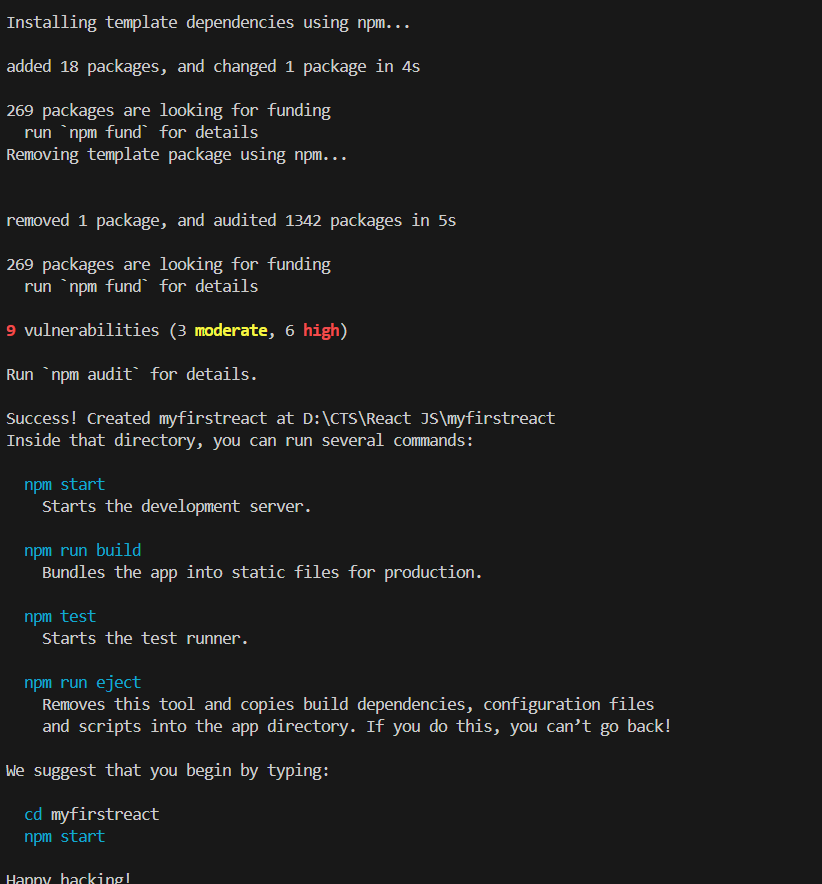 Installing template dependencies using npm...
added 18 packages, and changed 1 package in 4s
269 packages are looking for funding
run `npm fund` for details
Removing template package using npm...
removed 1 package, and audited 1342 packages in 5s
269 packages are looking for funding
run `npm fund` for details
9 vulnerabilities (3 moderate, 6 high)
Run `npm audit` for details.
Success! Created myfirstreact at D:\CTS\React JS\myfirstreact
Inside that directory, you can run several commands:
npm start
Starts the development server.
npm run build
Bundles the app into static files for production.
npm test
Starts the test runner.
npm run eject
Removes this tool and copies build dependencies, configuration files
and scripts into the app directory. If you do this, you can’t go back!
We suggest that you begin by typing:
cd myfirstreact
npm start
Happy hacking!